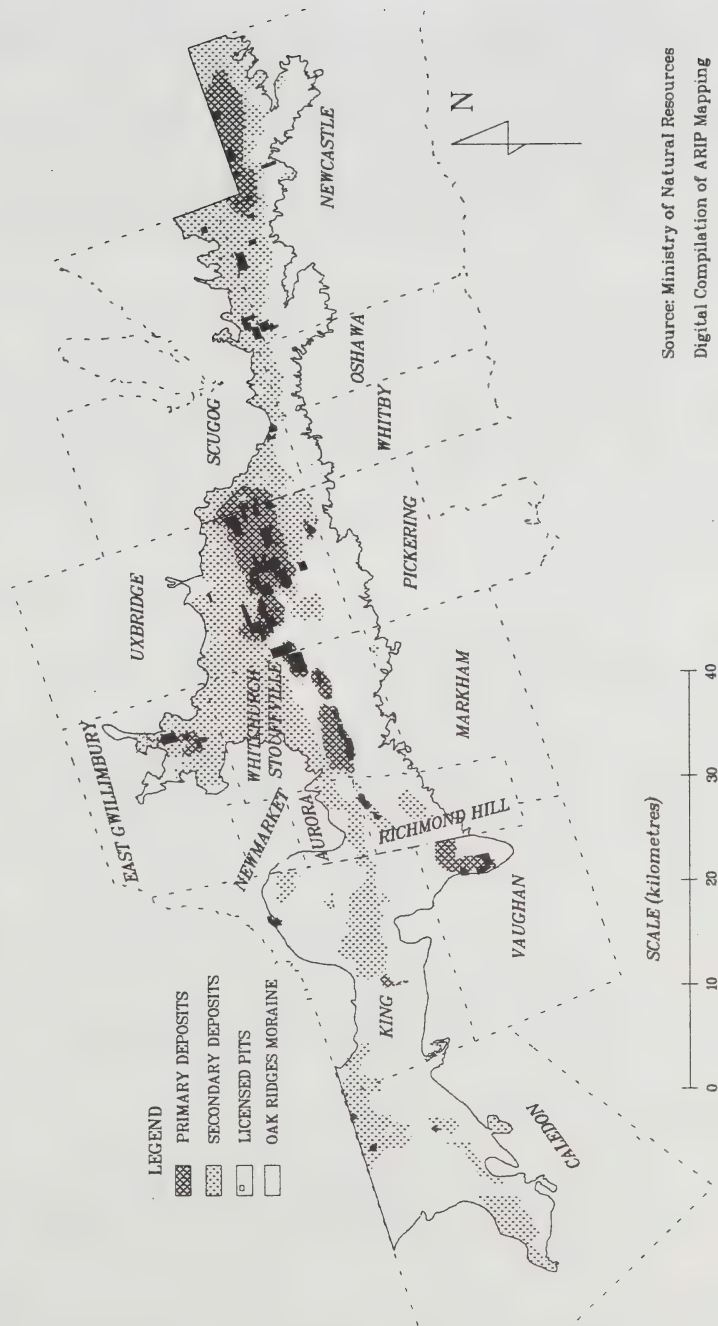 LEGEND
PRIMARY DEPOSITS
SECONDARY DEPOSITS
LICENSED PITS
OAK RIDGES MORAINE
EAST GWILLIMBURY
UXBRIDGE
SCUGOG
NEWMARKET
AURORA
WHITCHURCH
STOUFFVILLE
KING
RICHMOND HILL
CALEDON
VAUGHAN
MARKHAM
PICKERING
WHITBY
OSHAWA
NEWCASTLE
N
SCALE (kilometres)
0 10 20 30 40
Source: Ministry of Natural Resources
Digital Compilation of ARIP Mapping